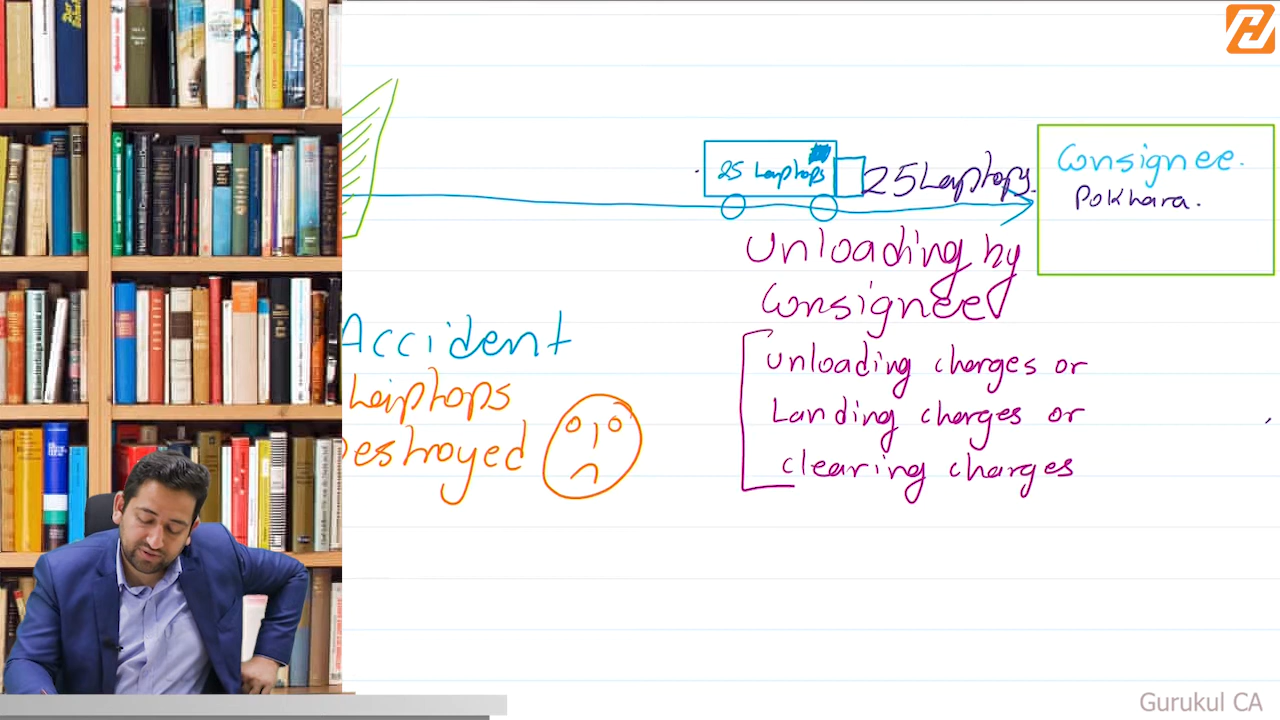 25 Laptops
25 Laptops
Consignee.
Pokhara.
Unloading by
Consignee
Accident
Laptops
Destroyed
unloading charges or
Landing charges or
clearing charges
Gurukul CA